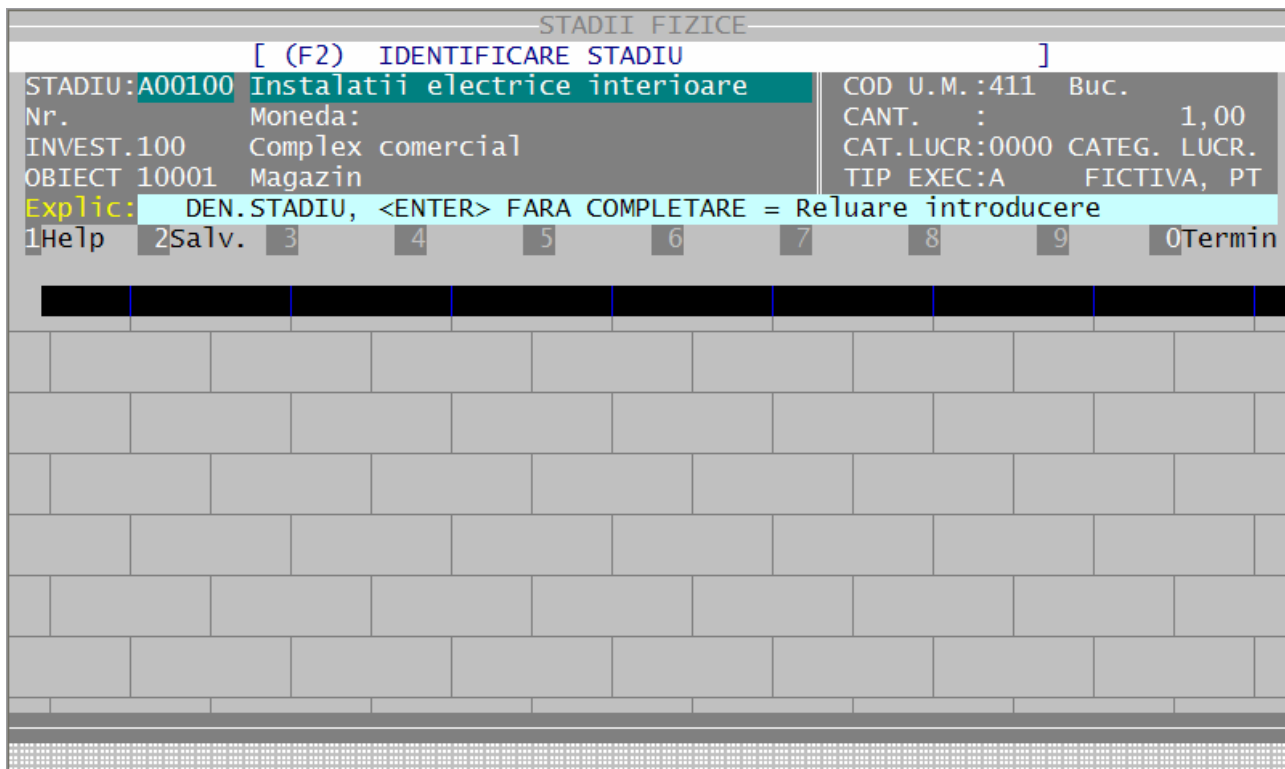 STADII FIZICE
[ (F2) IDENTIFICARE STADIU ]
STADIU:A00100 Instalatii electrice interioare COD U.M.:411 Buc.
Nr. Moneda: CANT. : 1,00
INVEST.100 Complex comercial CAT.LUCR:0000 CATEG. LUCR.
OBIECT 10001 Magazin TIP EXEC:A FICTIVA, PT
Explic: DEN.STADIU, <ENTER> FARA COMPLETARE = Reluare introducere
1Help 2Salv. 3 4 5 6 7 8 9 0Termin